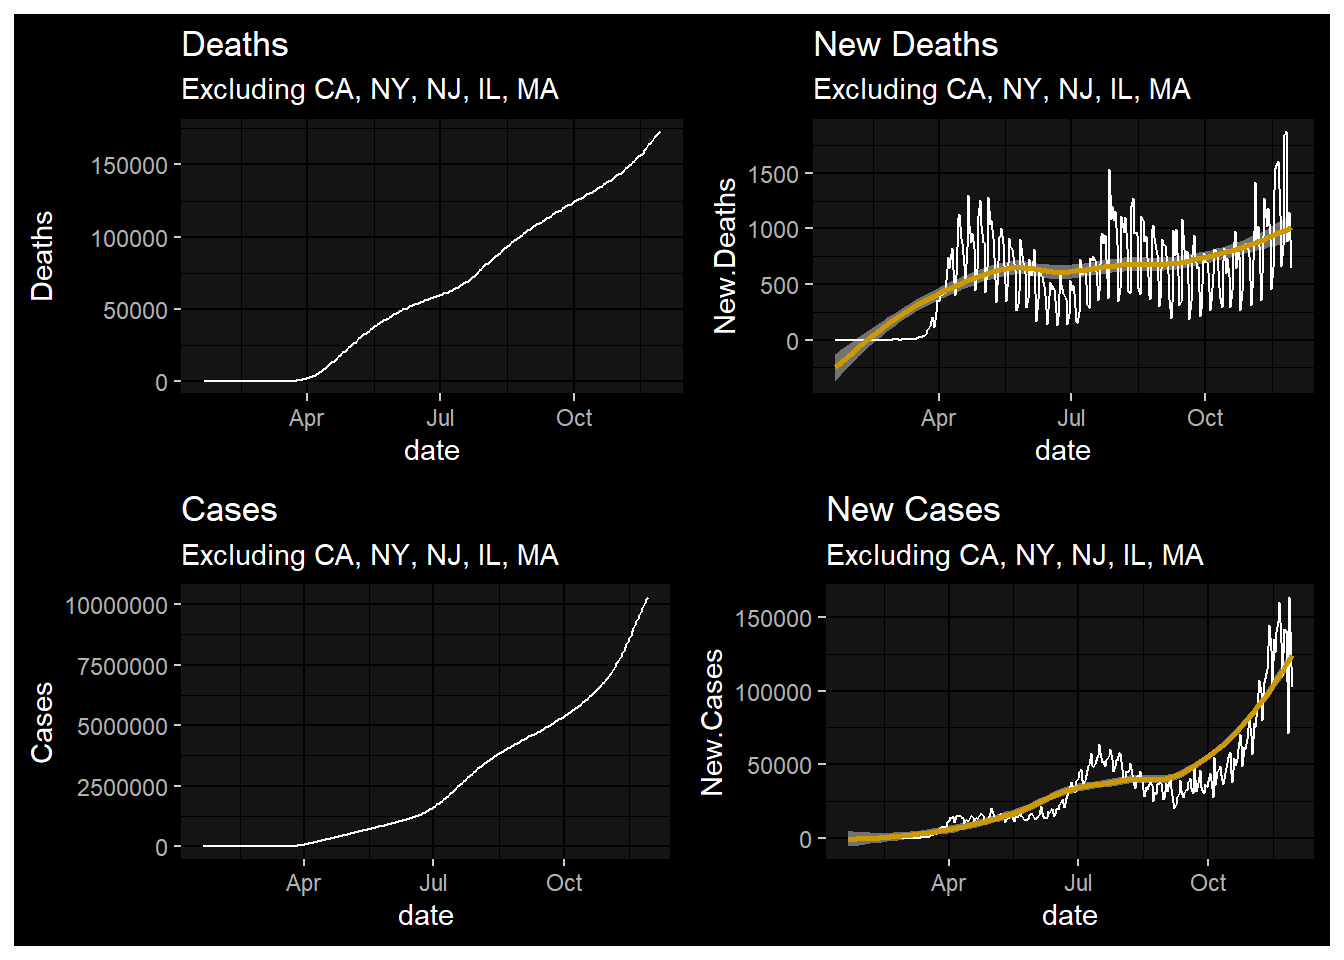 Deaths
Excluding CA, NY, NJ, IL, MA
Deaths
150000
100000
50000
0
Apr Jul Oct
date
New Deaths
Excluding CA, NY, NJ, IL, MA
New.Deaths
1500
1000
500
0
Apr Jul Oct
date
Cases
Excluding CA, NY, NJ, IL, MA
Cases
10000000
7500000
5000000
2500000
0
Apr Jul Oct
date
New Cases
Excluding CA, NY, NJ, IL, MA
New.Cases
150000
100000
50000
0
Apr Jul Oct
date